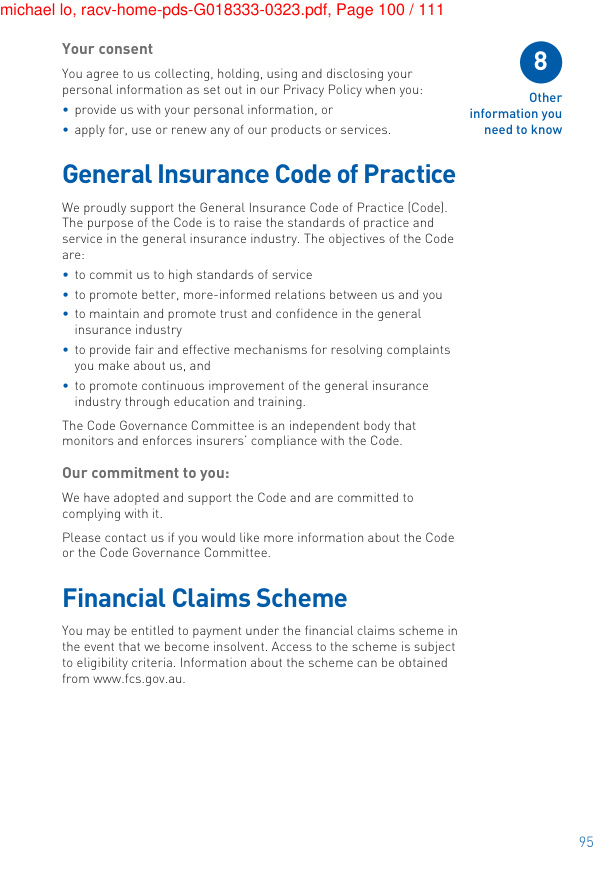 michael lo, racv-home-pds-G018333-0323.pdf, Page 100 / 111
Your consent
You agree to us collecting, holding, using and disclosing your
personal information as set out in our Privacy Policy when you:
• provide us with your personal information, or
• apply for, use or renew any of our products or services.
8
Other
information you
need to know
General Insurance Code of Practice
We proudly support the General Insurance Code of Practice (Code).
The purpose of the Code is to raise the standards of practice and
service in the general insurance industry. The objectives of the Code
are:
• to commit us to high standards of service
• to promote better, more-informed relations between us and you
• to maintain and promote trust and confidence in the general
insurance industry
• to provide fair and effective mechanisms for resolving complaints
you make about us, and
• to promote continuous improvement of the general insurance
industry through education and training.
The Code Governance Committee is an independent body that
monitors and enforces insurers’ compliance with the Code.
Our commitment to you:
We have adopted and support the Code and are committed to
complying with it.
Please contact us if you would like more information about the Code
or the Code Governance Committee.
Financial Claims Scheme
You may be entitled to payment under the financial claims scheme in
the event that we become insolvent. Access to the scheme is subject
to eligibility criteria. Information about the scheme can be obtained
from www.fcs.gov.au.
95